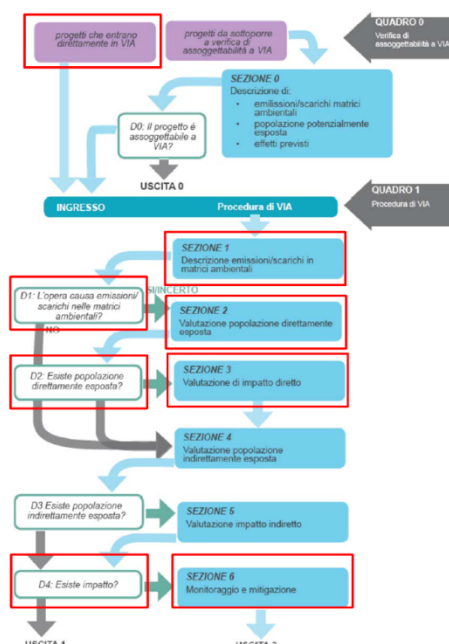 progetti che entrano
direttamente in VIA
progetti da sottoporre
a verifica di
assoggettabilità a VIA
QUADRO 0
Verifica di
assoggettabilità a VIA
SEZIONE 0
Descrizione di:
• emilissioni/scarichi matrici
ambientali
• popolazione potenzialmente
esposta
• effetti previsti
D0: Il progetto è
assoggettabile a
VIA?
USCITA 0
QUADRO 1
Procedura di VIA
INGRESSO
Procedura di VIA
SEZIONE 1
Descrizione emissioni/scarichi in
matrici ambientali
D1: L'opera causa emissioni/
scarichi nelle matrici
ambientali?
SI/INCERTO
NO
SEZIONE 2
Valutazione popolazione direttamente
esposta
D2: Esiste popolazione
direttamente esposta?
SEZIONE 3
Valutazione di impatto diretto
SEZIONE 4
Valutazione popolazione
indirettamente esposta
D3 Esiste popolazione
indirettamente esposta?
SEZIONE 5
Valutazione impatto indiretto
D4: Esiste impatto?
SEZIONE 6
Monitoraggio e mitigazione
USCITA 1
USCITA 2